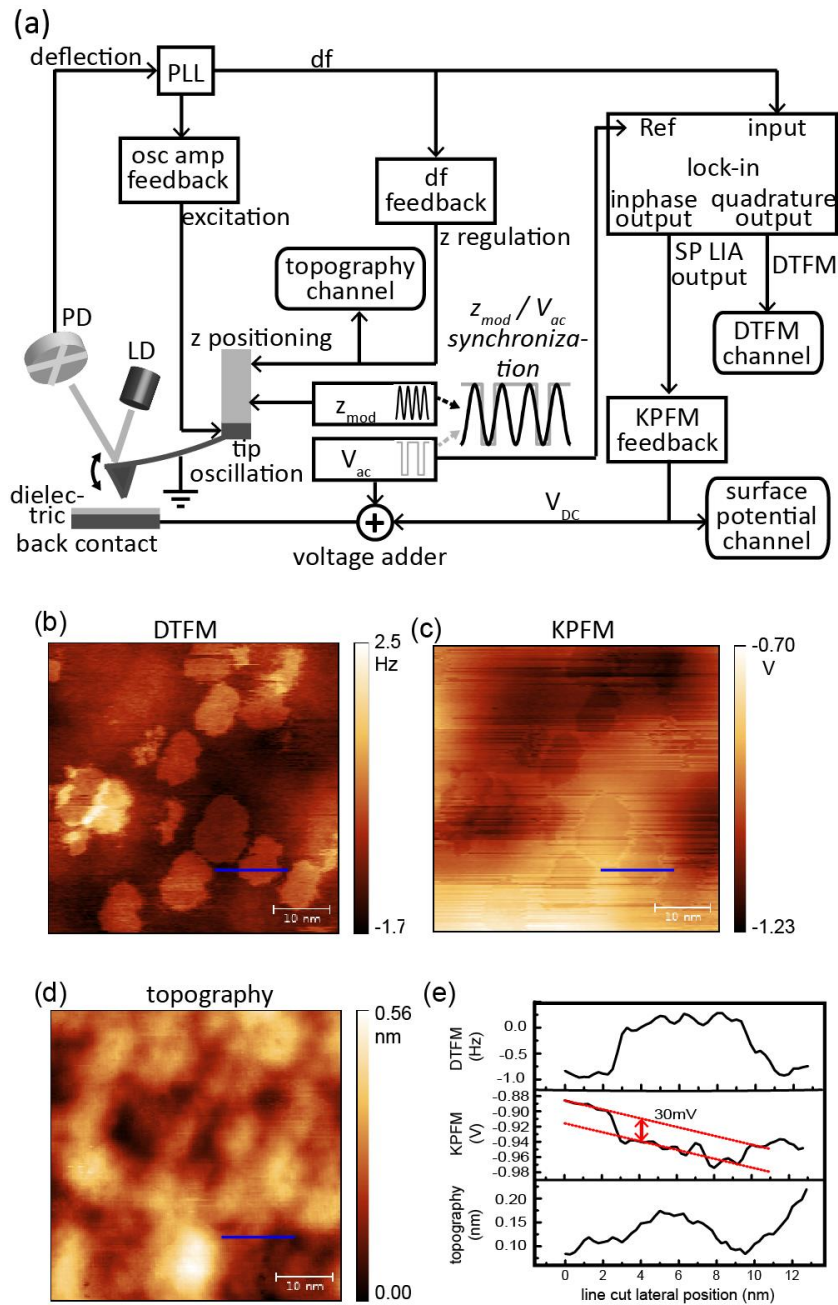 (a)
deflection
PLL
df
osc amp
feedback
excitation
df
feedback
z regulation
Ref
input
lock-in
inphase
output
quadrature
output
SP LIA
output
DTFM
topography
channel
PD
LD
z positioning
z_mod / V_ac
synchroniza-
tion
DTFM
channel
z_mod
KPFM
feedback
tip
oscillation
V_ac
dielec-
tric
back contact
voltage adder
V_DC
surface
potential
channel
(b)
DTFM
2.5
Hz
-1.7
10 nm
(c)
KPFM
-0.70
V
-1.23
10 nm
(d)
topography
0.56
nm
0.00
10 nm
(e)
DTFM
(Hz)
0.0
-0.5
-1.0
KPFM
(V)
-0.88
-0.90
-0.92
-0.94
-0.96
-0.98
30mV
topography
(nm)
0.20
0.15
0.10
0 2 4 6 8 10 12
line cut lateral position (nm)